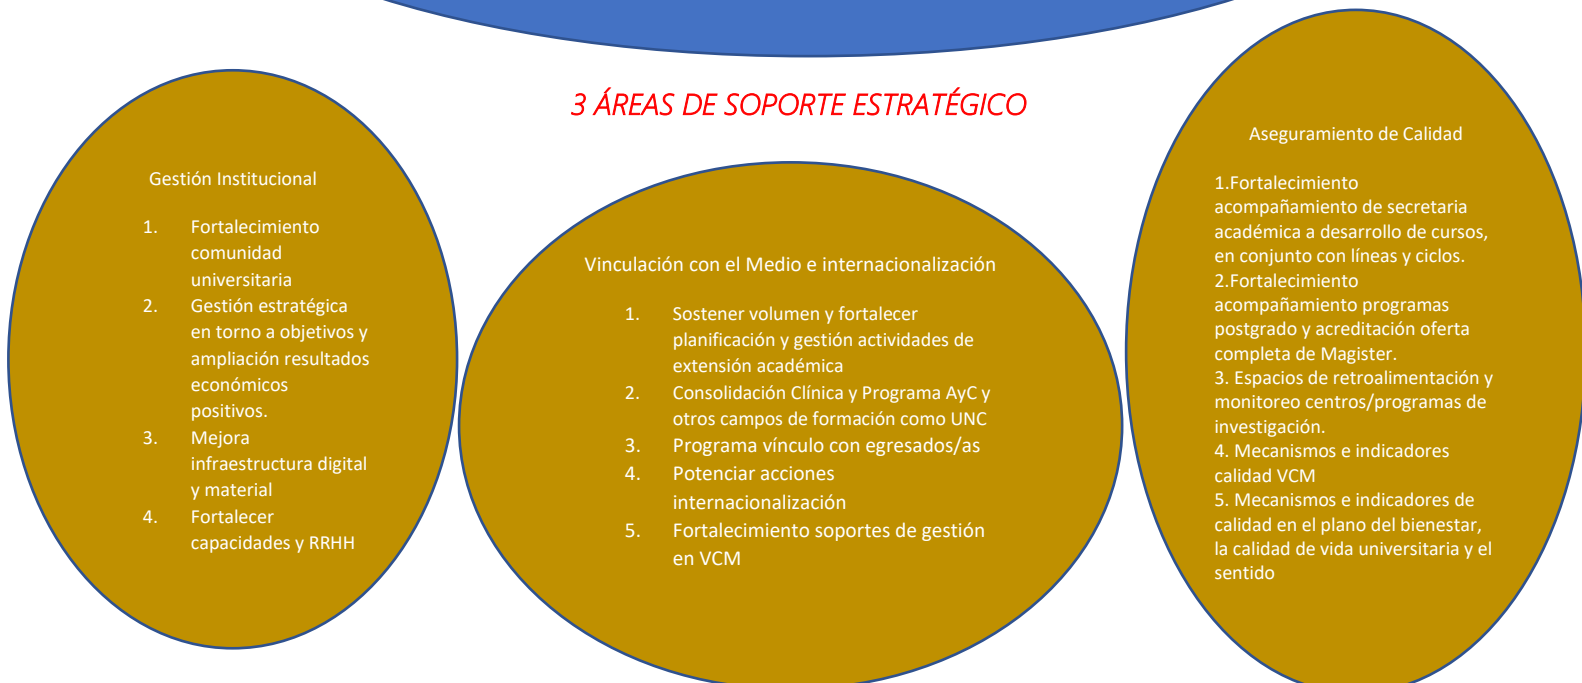 3 ÁREAS DE SOPORTE ESTRATÉGICO
Gestión Institucional
1. Fortalecimiento
comunidad
universitaria
2. Gestión estratégica
en torno a objetivos y
ampliación resultados
económicos
positivos.
3. Mejora
infraestructura digital
y material
4. Fortalecer
capacidades y RRHH
Vinculación con el Medio e internacionalización
1. Sostener volumen y fortalecer
planificación y gestión actividades de
extensión académica
2. Consolidación Clínica y Programa AyC y
otros campos de formación como UNC
3. Programa vínculo con egresados/as
4. Potenciar acciones
internacionalización
5. Fortalecimiento soportes de gestión
en VCM
Aseguramiento de Calidad
1.Fortalecimiento
acompañamiento de secretaria
académica a desarrollo de cursos,
en conjunto con líneas y ciclos.
2.Fortalecimiento
acompañamiento programas
postgrado y acreditación oferta
completa de Magister.
3. Espacios de retroalimentación y
monitoreo centros/programas de
investigación.
4. Mecanismos e indicadores
calidad VCM
5. Mecanismos e indicadores de
calidad en el plano del bienestar,
la calidad de vida universitaria y el
sentido